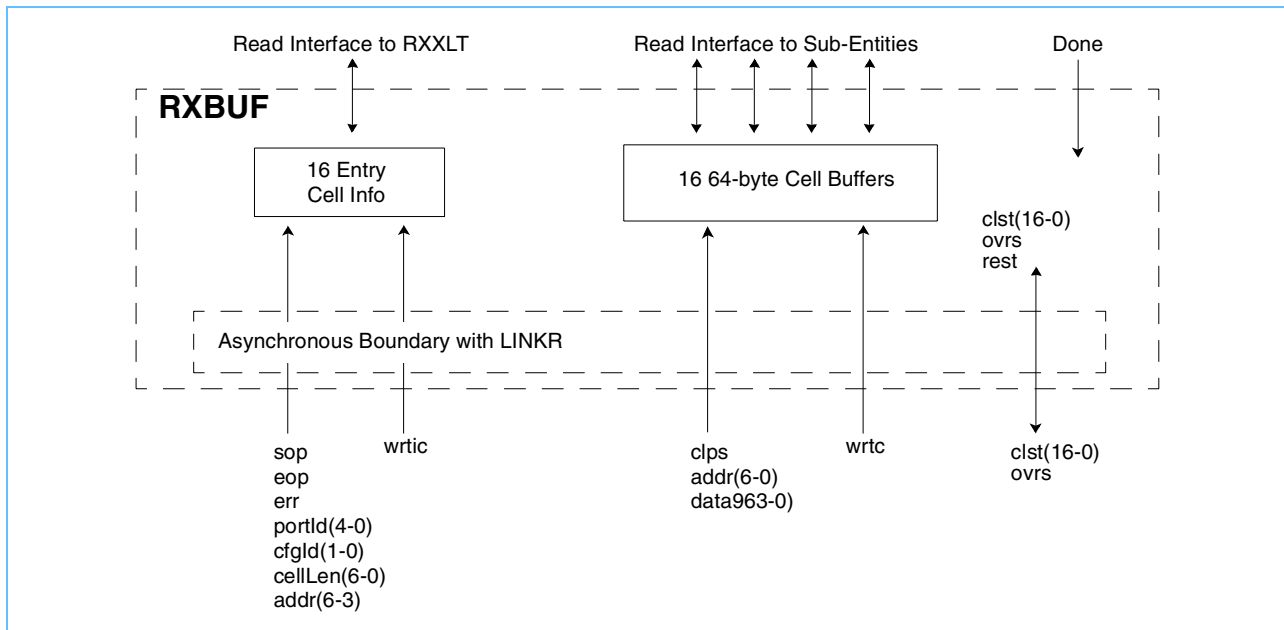 Read Interface to RXXLT
Read Interface to Sub-Entities
Done
RXBUF
16 Entry
Cell Info
16 64-byte Cell Buffers
clst(16-0)
ovrs
rest
Asynchronous Boundary with LINKR
sop
eop
err
portId(4-0)
cfgId(1-0)
cellLen(6-0)
addr(6-3)
wrtic
clps
addr(6-0)
data963-0)
wrtc
clst(16-0)
ovrs